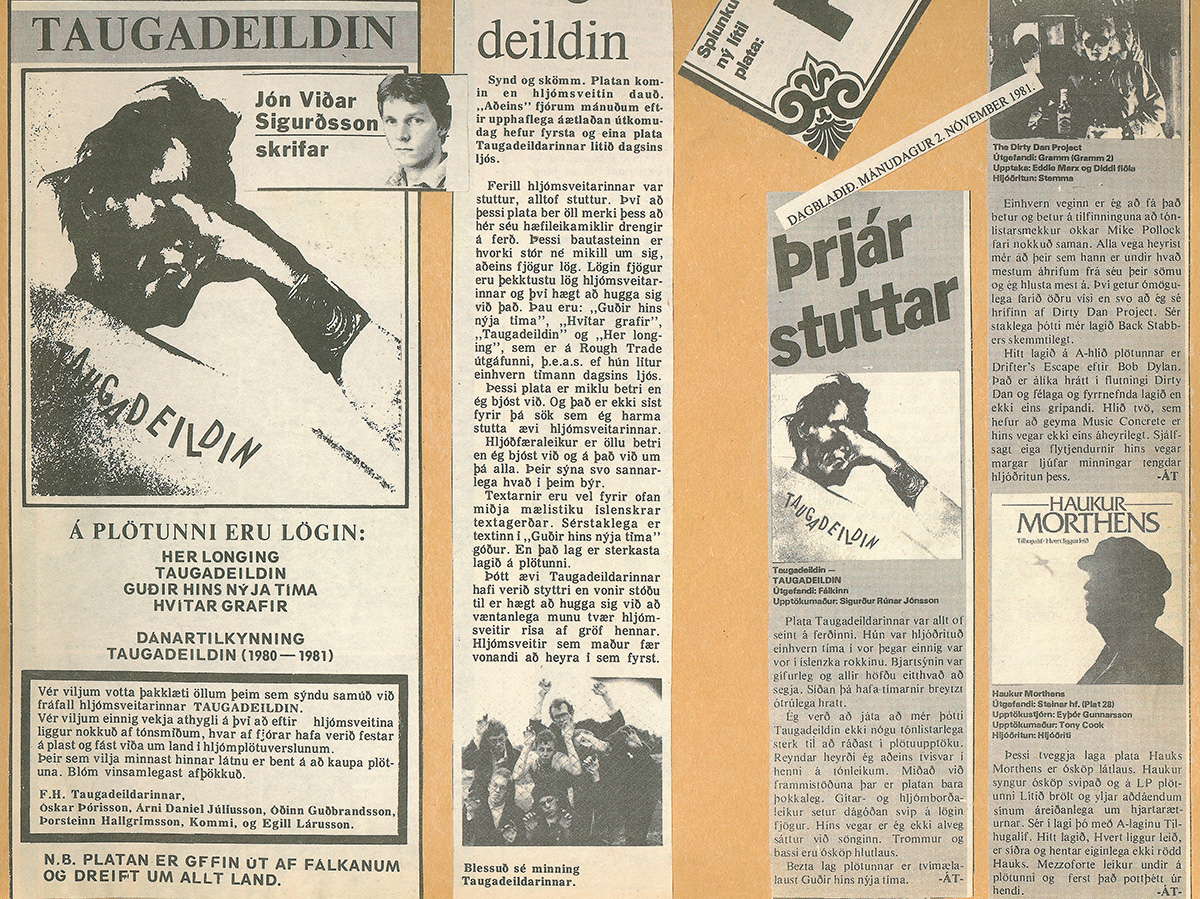 TAUGADEILDIN
Jón Viðar
Sigurðsson
skrifar
TAUGADEILDIN
Á PLÖTUNNI ERU LÖGIN:
HER LONGING
TAUGADEILDIN
GUÐIR HINS NÝJA TÍMA
HVÍTAR GRAFIR
DANARTILKYNNING
TAUGADEILDIN (1980 — 1981)
Vér viljum votta þakklæti öllum þeim sem sýndu samúð við
fráfall hljómsveitarinnar TAUGADEILDIN.
Vér viljum einnig vekja athygli á því að eftir hljómsveitina
liggur nokkuð af tónsmíðum, hvar af fjórar hafa verið festar
á plast og fást víða um land í hljómplötuverslunum.
Þeir sem vilja minnast hinnar látnu er bent á að kaupa plöt-
una. Blóm vinsamlegast afþökkuð.
F.H. Taugadeildarinnar,
Óskar Þórisson, Árni Daníel Júlíusson, Óðinn Guðbrandsson,
Þorsteinn Hallgrímsson, Kommi, og Egill Lárusson.
N.B. PLATAN ER GFFIN ÚT AF FÁLKANUM
OG DREIFT UM ALLT LAND.
deildin
Synd og skömm. Platan kom-
in en hljómsveitin dauð.
„Aðeins" fjórum mánuðum eft-
ir upphaflega áætlaðan útkomu-
dag hefur fyrsta og eina plata
Taugadeildarinnar litið dagsins
ljós.
Ferill hljómsveitarinnar var
stuttur, alltof stuttur. Því að
þessi plata ber öll merki þess að
hér séu hæfileikamiklir drengir
á ferð. Þessi bautasteinn er
hvorki stór né mikill um sig,
aðeins fjögur lög. Lögin fjögur
eru þekktustu lög hljómsveitar-
innar og því hægt að hugga sig
við það. Þau eru: „Guðir hins
nýja tíma", „Hvítar grafir",
„Taugadeildin" og „Her long-
ing", sem er á Rough Trade
útgáfunni, þ.e.a.s. ef hún lítur
einhvern tímann dagsins ljós.
Þessi plata er miklu betri en
ég bjóst við. Og það er ekki síst
fyrir þá sök sem ég harma
stutta ævi hljómsveitarinnar.
Hljóðfæraleikur er öllu betri
en ég bjóst við og á það við um
þá alla. Þeir sýna svo sannar-
lega hvað í þeim býr.
Textarnir eru vel fyrir ofan
miðja mælistiku íslenskrar
textagerðar. Sérstaklega er
textinn í „Guðir hins nýja tíma"
góður. En það lag er sterkasta
lagið á plötunni.
Þótt ævi Taugadeildarinnar
hafi verið styttri en vonir stóðu
til er hægt að hugga sig við að
væntanlega munu tvær hljóm-
sveitir rísa af gröf hennar.
Hljómsveitir sem maður fær
vonandi að heyra í sem fyrst.
Blessuð sé minning
Taugadeildarinnar.
Splunku
ný lítil
plata:
DAGBLAÐIÐ. MÁNUDAGUR 2. NÓVEMBER 1981.
Þrjár
stuttar
TAUGADEILDIN
Taugadeildin —
TAUGADEILDIN
Útgefandi: Fálkinn
Upptökumaður: Sigurður Rúnar Jónsson
Plata Taugadeildarinnar var allt of
seint á ferðinni. Hún var hljóðrituð
einhvern tíma í vor þegar einnig var
vor í íslenzka rokkinu. Bjartsýnin var
gífurleg og allir höfðu eitthvað að
segja. Síðan þá hafa tímarnir breytzt
ótrúlega hratt.
Ég verð að játa að mér þótti
Taugadeildin ekki nógu tónlistarlega
sterk til að ráðast í plötuupptöku.
Reyndar heyrði ég aðeins tvisvar í
henni á tónleikum. Miðað við
frammistöðuna þar er platan bara
þokkaleg. Gítar- og hljómborða-
leikur setur dágóðan svip á lögin
fjögur. Hins vegar er ég ekki alveg
sáttur við sönginn. Trommur og
bassi eru ósköp hlutlaus.
Bezta lag plötunnar er tvímæla-
laust Guðir hins nýja tíma. -ÁT-
The Dirty Dan Project
Útgefandi: Gramm (Gramm 2)
Upptaka: Eddie Marx og Diddi fiðla
Hljóðritun: Stemma
Einhvern veginn er ég að fá það
betur og betur á tilfinninguna að tón-
listarsmekkur okkar Mike Pollock
fari nokkuð saman. Alla vega heyrist
mér að þeir sem hann er undir hvað
mestum áhrifum frá séu þeir sömu
og ég hlusta mest á. Því getur ómögu-
lega farið öðru vísi en svo að ég sé
hrifinn af Dirty Dan Project. Sér
staklega þótti mér lagið Back Stabb-
ers skemmtilegt.
Hitt lagið á A-hlið plötunnar er
Drifter's Escape eftir Bob Dylan.
Það er álíka hrátt í flutningi Dirty
Dan og félaga og fyrrnefnda lagið en
ekki eins grípandi. Hlið tvö, sem
hefur að geyma Music Concrete er
hins vegar ekki eins áheyrilegt. Sjálf-
sagt eiga flytjendurnir hins vegar
margar ljúfar minningar tengdar
hljóðritun þess. -ÁT
HAUKUR
MORTHENS
Til hugalíf · Hvert liggur leið
Haukur Morthens
Útgefandi: Steinar hf. (Plat 28)
Upptökustjórn: Eyþór Gunnarsson
Upptökumaður: Tony Cook
Hljóðritun: Hljóðriti
Þessi tveggja laga plata Hauks
Morthens er ósköp látlaus. Haukur
syngur ósköp svipað og á LP plöt-
unni Lítið brölt og yljar aðdáendum
sínum áreiðanlega um hjartaræt-
urnar. Sér í lagi þó með A-laginu Til-
hugalíf. Hitt lagið, Hvert liggur leið,
er síðra og hentar eiginlega ekki rödd
Hauks. Mezzoforte leikur undir á
plötunni og ferst það portþétt úr
hendi. -ÁT-